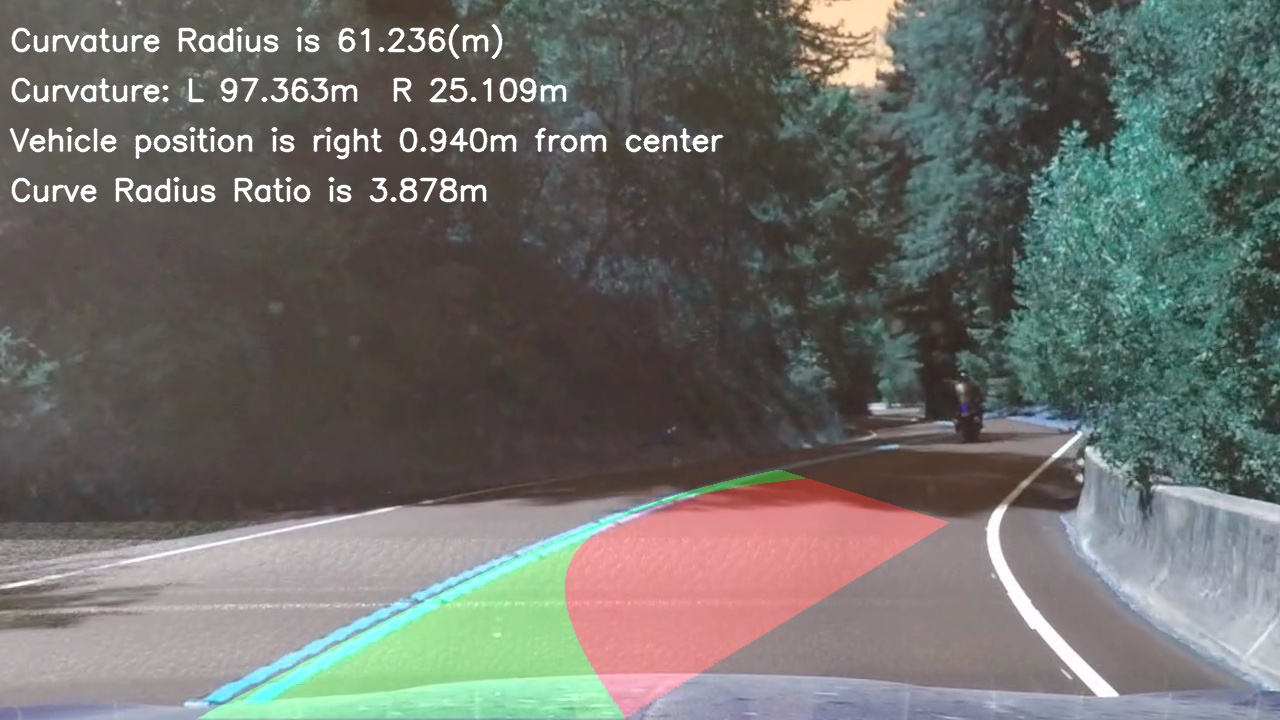 Curvature Radius is 61.236(m)
Curvature: L 97.363m R 25.109m
Vehicle position is right 0.940m from center
Curve Radius Ratio is 3.878m